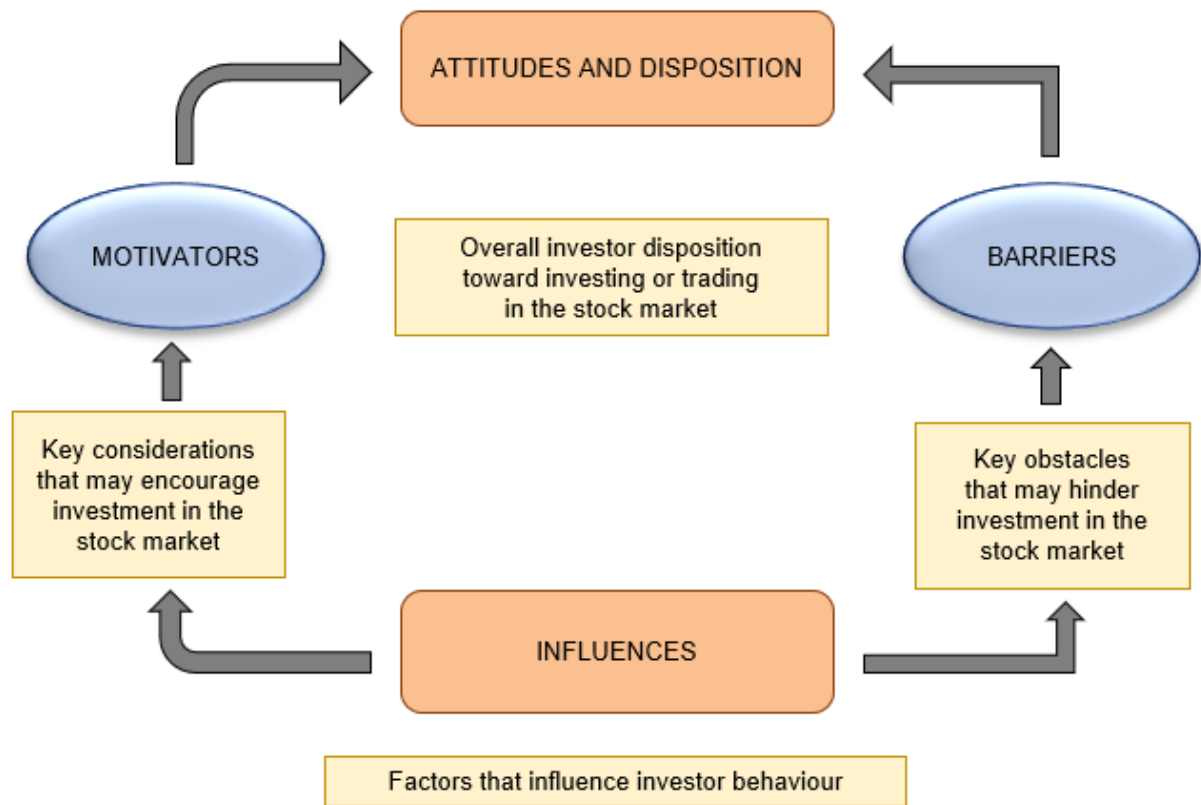 ATTITUDES AND DISPOSITION
MOTIVATORS
Overall investor disposition
toward investing or trading
in the stock market
BARRIERS
Key considerations
that may encourage
investment in the
stock market
Key obstacles
that may hinder
investment in the
stock market
INFLUENCES
Factors that influence investor behaviour